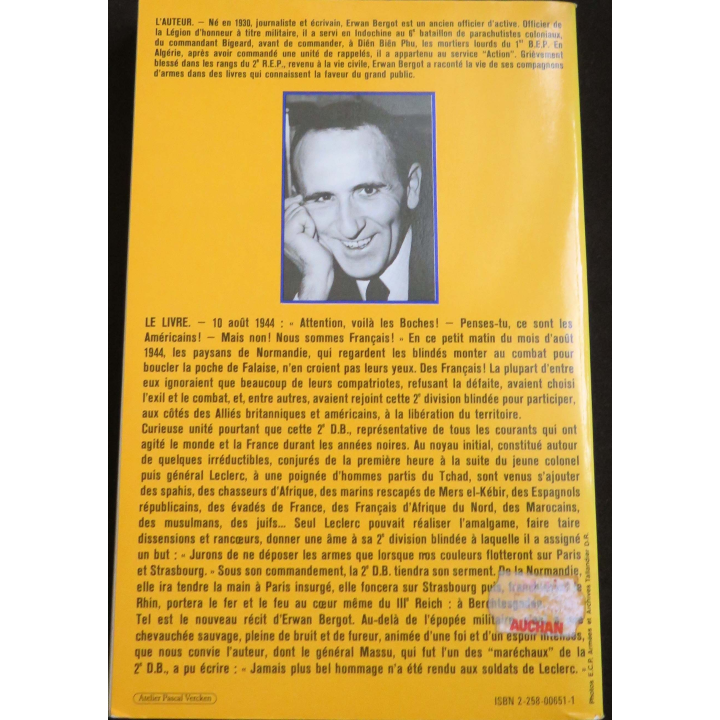 L'AUTEUR. – Né en 1930, journaliste et écrivain, Erwan Bergot est un ancien officier d'active. Officier de
la Légion d'honneur à titre militaire, il a servi en Indochine au 6e bataillon de parachutistes coloniaux,
du commandant Bigeard, avant de commander, à Diên Biên Phu, les mortiers lourds du 1er B.E.P. En
Algérie, après avoir commandé une unité de rappelés, il a appartenu au service "Action". Grièvement
blessé dans les rangs du 2e R.E.P., revenu à la vie civile, Erwan Bergot a raconté la vie de ses compagnons
d'armes dans des livres qui connaissent la faveur du grand public.
LE LIVRE. – 10 août 1944 : « Attention, voilà les Boches! – Penses-tu, ce sont les
Américains! – Mais non! Nous sommes Français! » En ce petit matin du mois d'août
1944, les paysans de Normandie, qui regardent les blindés monter au combat pour
boucler la poche de Falaise, n'en croient pas leurs yeux. Des Français! La plupart d'entre
eux ignoraient que beaucoup de leurs compatriotes, refusant la défaite, avaient choisi
l'exil et le combat, et, entre autres, avaient rejoint cette 2e division blindée pour participer,
aux côtés des Alliés britanniques et américains, à la libération du territoire.
Curieuse unité pourtant que cette 2e D.B., représentative de tous les courants qui ont
agité le monde et la France durant les années noires. Au noyau initial, constitué autour
de quelques irréductibles, conjurés de la première heure à la suite du jeune colonel
puis général Leclerc, à une poignée d'hommes partis du Tchad, sont venus s'ajouter
des spahis, des chasseurs d'Afrique, des marins rescapés de Mers el-Kébir, des Espagnols
républicains, des évadés de France, des Français d'Afrique du Nord, des Marocains,
des musulmans, des juifs... Seul Leclerc pouvait réaliser l'amalgame, faire taire
dissensions et rancœurs, donner une âme à sa 2e division blindée à laquelle il a assigné
un but : « Jurons de ne déposer les armes que lorsque nos couleurs flotteront sur Paris
et Strasbourg. » Sous son commandement, la 2e D.B. tiendra son serment. De la Normandie,
elle ira tendre la main à Paris insurgé, elle foncera sur Strasbourg puis, le
Rhin, portera le fer et le feu au cœur même du IIIe Reich : à
Tel est le nouveau récit d'Erwan Bergot. Au-delà de l'épopée
chevauchée sauvage, pleine de bruit et de fureur, animée d'une foi et d'un espoir intenses,
que nous convie l'auteur, dont le général Massu, qui fut l'un des "maréchaux" de la
2e D.B., a pu écrire : « Jamais plus bel hommage n'a été rendu aux soldats de Leclerc. »
AUCHAN
Atelier Pascal Vercken
ISBN 2-258-00651-1
Photos E.C.P. Armées et Archives Tallandier D.R.